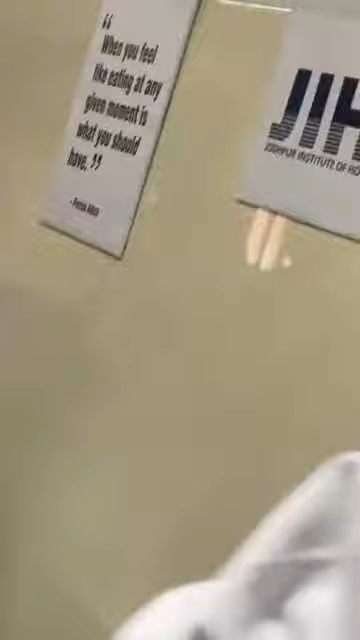 “
When you feel
like eating at any
given moment is
what you should
have. ”
JIH
JODHPUR INSTITUTE OF HO